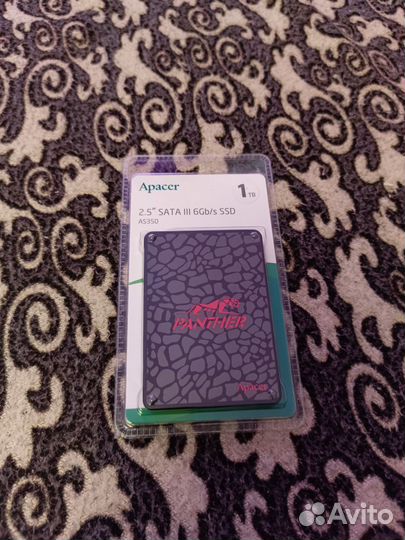 Apacer
1TB
2.5" SATA III 6Gb/s SSD
AS350
PANTHER
Apacer
Avito